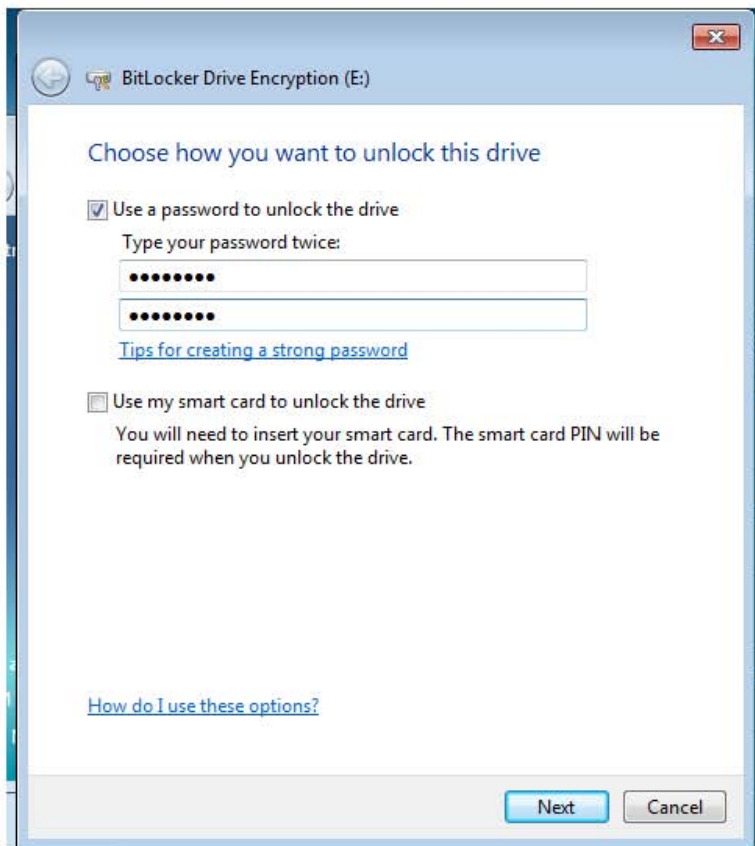 BitLocker Drive Encryption (E:)
Choose how you want to unlock this drive
Use a password to unlock the drive
Type your password twice:
••••••••
••••••••
Tips for creating a strong password
Use my smart card to unlock the drive
You will need to insert your smart card. The smart card PIN will be
required when you unlock the drive.
How do I use these options?
Next Cancel